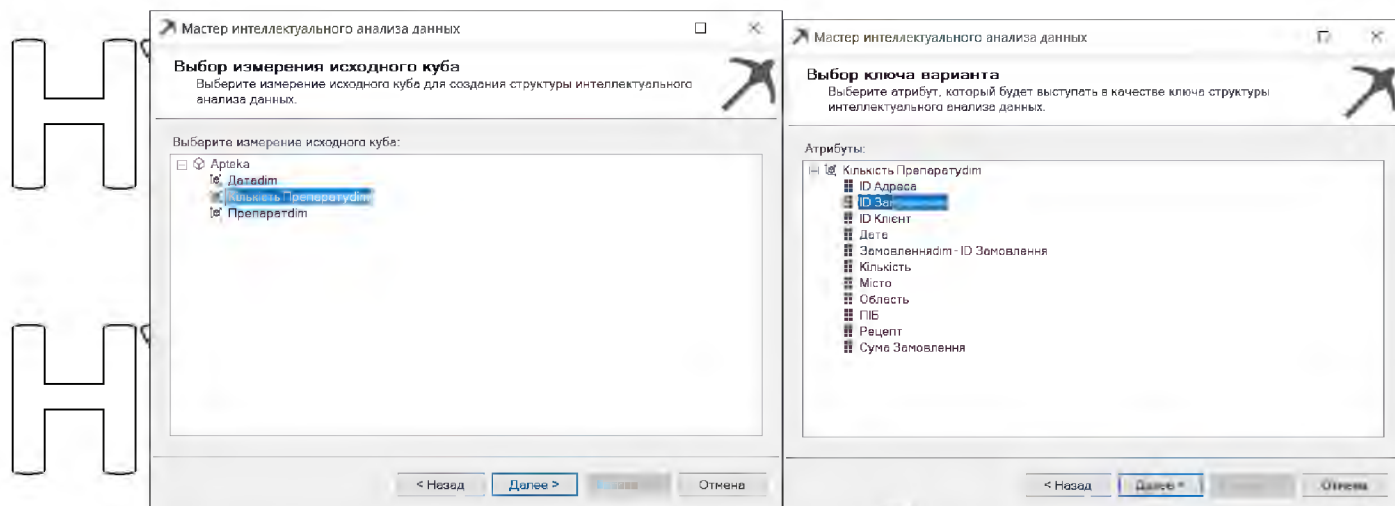 Н
Н
Мастер интеллектуального анализа данных
Выбор измерения исходного куба
Выберите измерение исходного куба для создания структуры интеллектуального
анализа данных.
Выберите измерение исходного куба:
Apteka
Датаdim
Кількість Препаратуdim
Препаратdim
< Назад
Далее >
Отмена
Мастер интеллектуального анализа данных
Выбор ключа варианта
Выберите атрибут, который будет выступать в качестве ключа структуры
интеллектуального анализа данных.
Атрибуты:
Кількість Препаратуdim
ID Адреса
ID
ID Клієнт
Дата
Замовленняdim - ID Замовлення
Кількість
Місто
Область
ПІБ
Рецепт
Сума Замовлення
< Назад
Далее >
Отмена